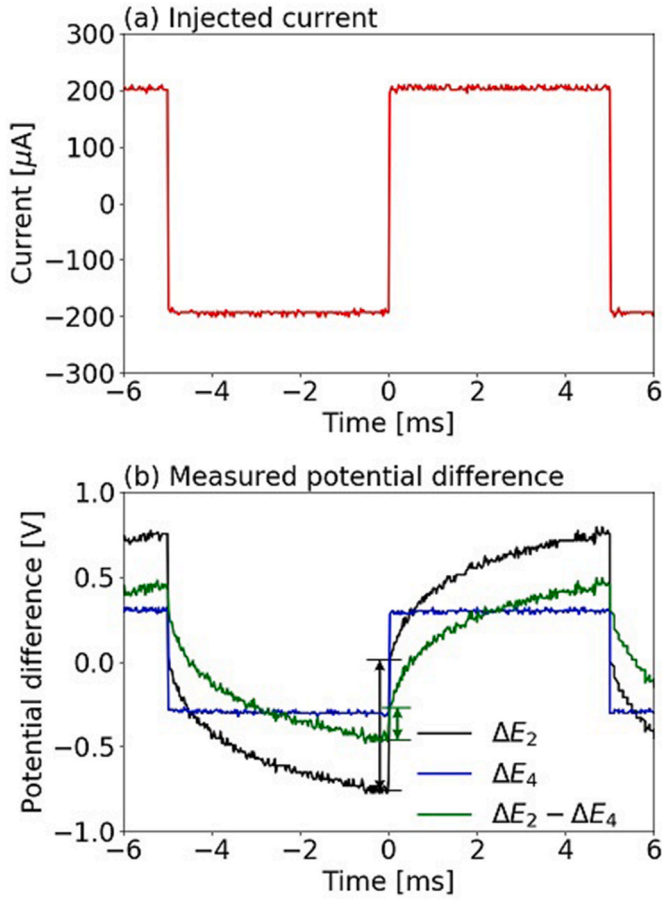 (a) Injected current
300
200
100
0
−100
−200
−300
Current [μA]
−6 −4 −2 0 2 4 6
Time [ms]
(b) Measured potential difference
1.0
0.5
0.0
−0.5
−1.0
Potential difference [V]
ΔE₂
ΔE₄
ΔE₂ − ΔE₄
−6 −4 −2 0 2 4 6
Time [ms]